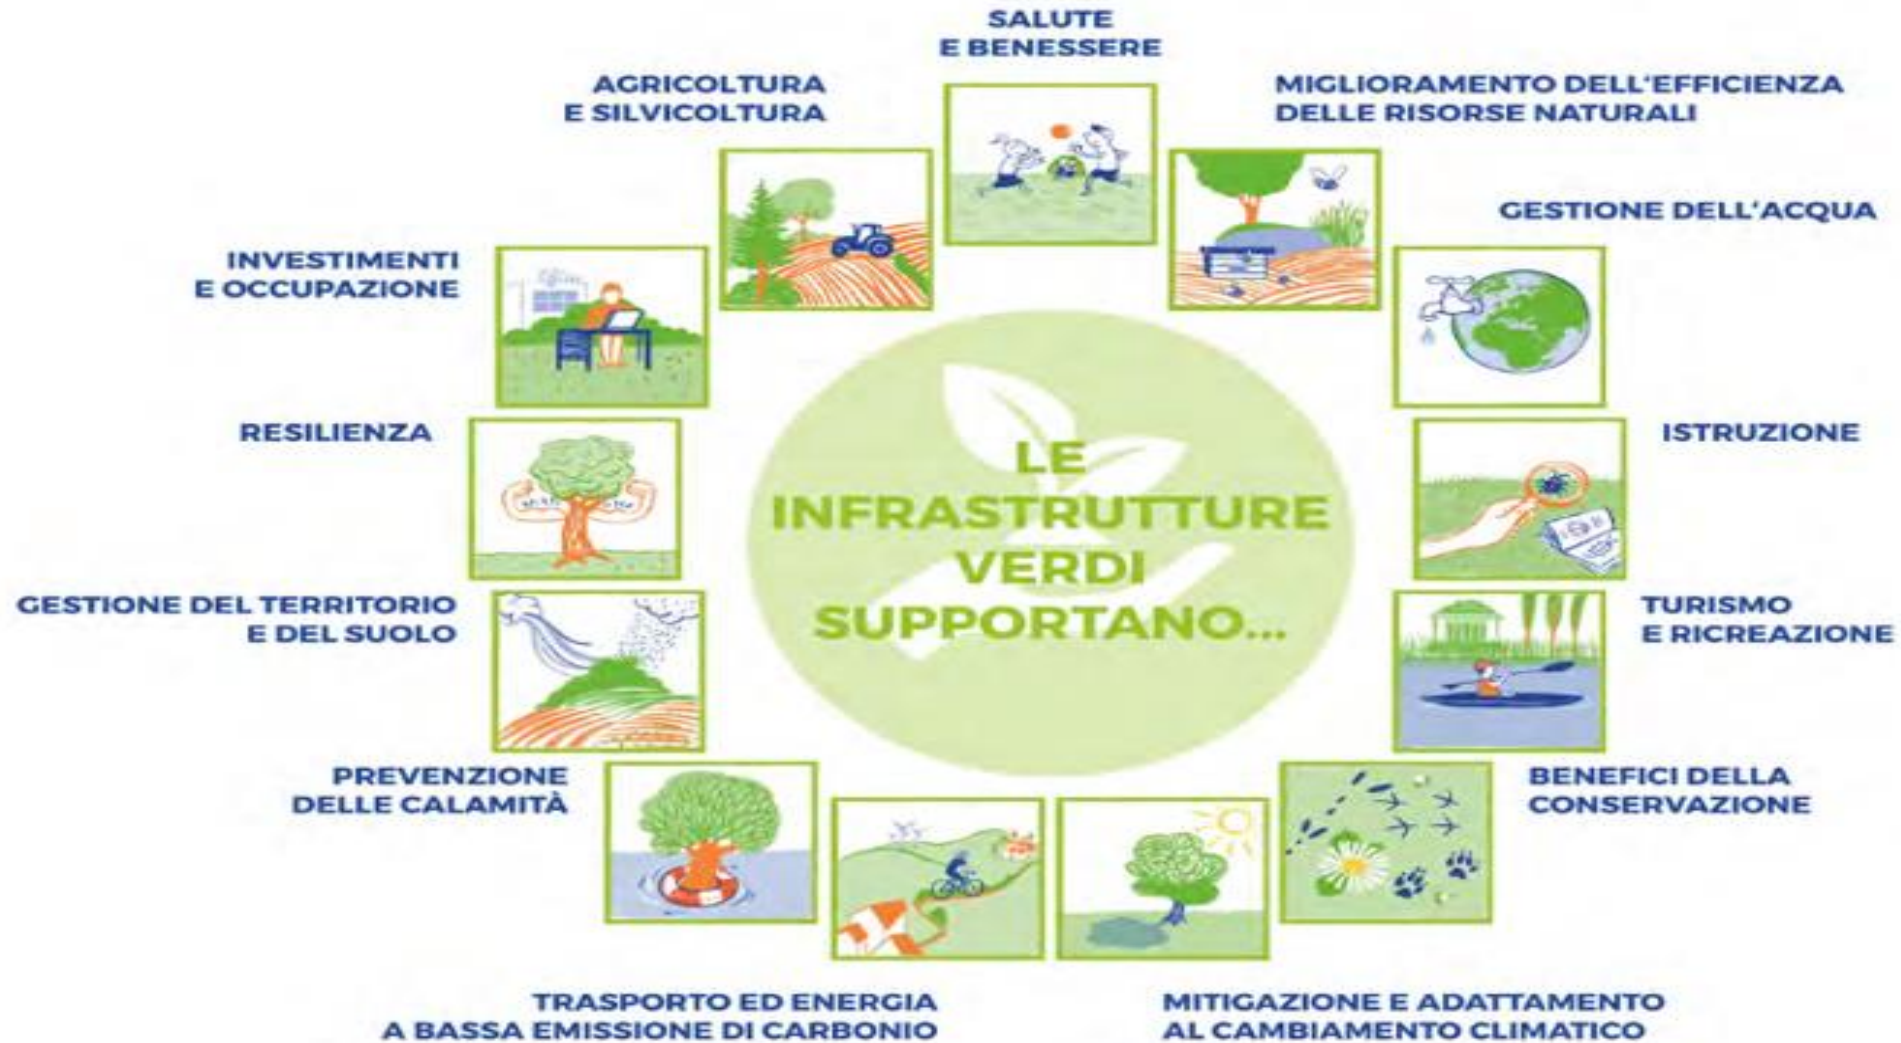 SALUTE
E BENESSERE
AGRICOLTURA
E SILVICOLTURA
MIGLIORAMENTO DELL'EFFICIENZA
DELLE RISORSE NATURALI
GESTIONE DELL'ACQUA
INVESTIMENTI
E OCCUPAZIONE
RESILIENZA
ISTRUZIONE
LE
INFRASTRUTTURE
VERDI
SUPPORTANO...
GESTIONE DEL TERRITORIO
E DEL SUOLO
TURISMO
E RICREAZIONE
PREVENZIONE
DELLE CALAMITÀ
BENEFICI DELLA
CONSERVAZIONE
TRASPORTO ED ENERGIA
A BASSA EMISSIONE DI CARBONIO
MITIGAZIONE E ADATTAMENTO
AL CAMBIAMENTO CLIMATICO